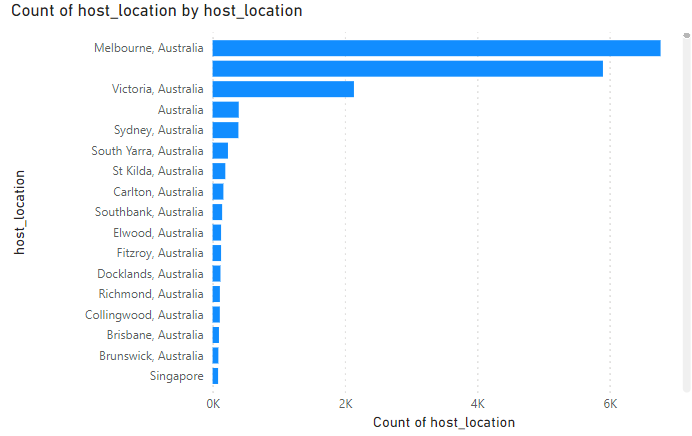 Count of host_location by host_location
host_location
Melbourne, Australia
Victoria, Australia
Australia
Sydney, Australia
South Yarra, Australia
St Kilda, Australia
Carlton, Australia
Southbank, Australia
Elwood, Australia
Fitzroy, Australia
Docklands, Australia
Richmond, Australia
Collingwood, Australia
Brisbane, Australia
Brunswick, Australia
Singapore
0K 2K 4K 6K
Count of host_location